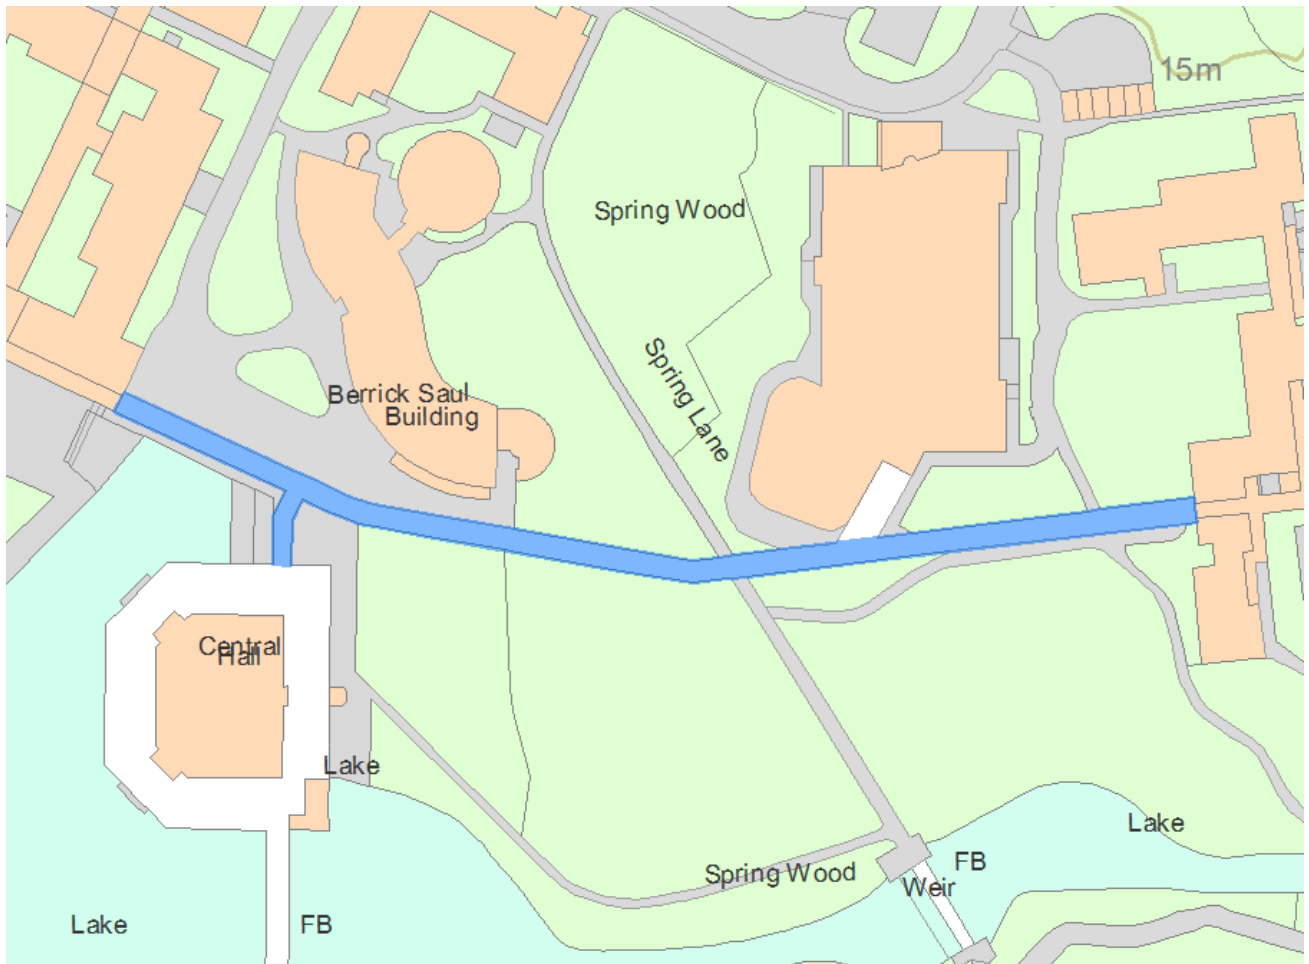 15m
Spring Wood
Spring Lane
Berrick Saul
Building
Central
Hall
Lake
Lake
FB
Spring Wood
Weir
Lake
FB